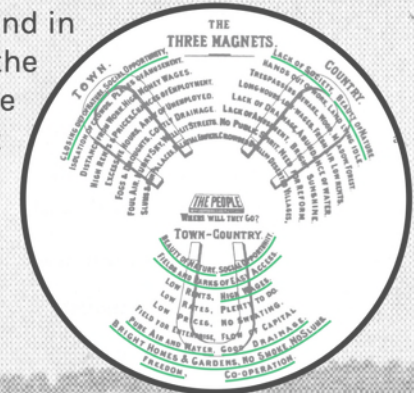 nd in
the
e
THE
THREE MAGNETS.
TOWN.
CLOSING OUT OF NATURE. SOCIAL OPPORTUNITY.
ISOLATION OF CROWDS. PLACES OF AMUSEMENT.
DISTANCE FROM WORK. HIGH MONEY WAGES.
HIGH RENTS & PRICES. CHANCES OF EMPLOYMENT.
EXCESSIVE HOURS. ARMY OF UNEMPLOYED.
FOGS & DROUGHTS. COSTLY DRAINAGE.
FOUL AIR. MURKY SKY. STREETS.
SLUMS &
COUNTRY.
LACK OF SOCIETY. BEAUTY OF NATURE.
HANDS OUT OF LAND LYING IDLE.
TRESPASSERS BEWARE. WOOD, MEADOW, FOREST.
LONG HOURS LOW WAGES. FRESH AIR LOW RENTS.
LACK OF DRAINAGE. ABUNDANCE OF WATER.
LACK OF AMUSEMENT. BRIGHT SUNSHINE.
NO PUBLIC SPIRIT. NEED FOR REFORM.
CROWDED DESERTED VILLAGES.
THE PEOPLE
WHERE WILL THEY GO?
TOWN-COUNTRY.
BEAUTY OF NATURE. SOCIAL OPPORTUNITY.
FIELDS AND PARKS OF EASY ACCESS.
LOW RENTS, HIGH WAGES.
LOW RATES, PLENTY TO DO.
LOW PRICES, NO SWEATING.
FIELD FOR ENTERPRISE, FLOW OF CAPITAL.
PURE AIR AND WATER, GOOD DRAINAGE.
BRIGHT HOMES & GARDENS, NO SMOKE, NO SLUMS.
FREEDOM. CO-OPERATION.